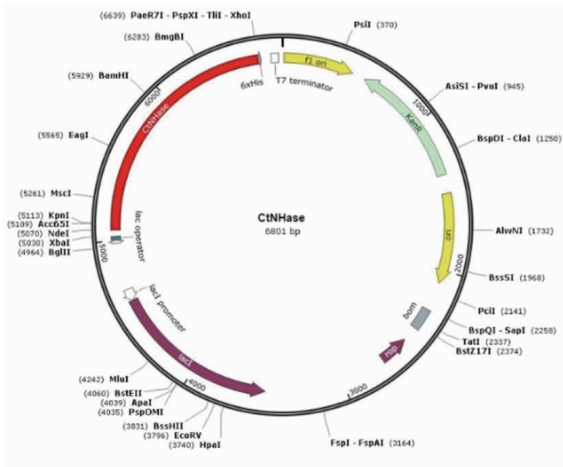 (6639) PaeR7I - PspXI - TliI - XhoI
(6283) BmgBI
(5929) BamHI
(5565) EagI
(5261) MscI
(5113) KpnI
(5109) Acc65I
(5070) NdeI
(5030) XbaI
(4964) BglII
(4242) MluI
(4060) BstEII
(4039) ApaI
(4035) PspOMI
(3831) BssHII
(3796) EcoRV
(3740) HpaI
PsiI (370)
AsiSI - PvuI (945)
BspDI - ClaI (1250)
AlwNI (1732)
BssSI (1968)
PciI (2141)
BspQI - SapI (2258)
TatI (2337)
BstZ17I (2374)
FspI - FspAI (3164)
1000
2000
3000
4000
5000
6000
6xHis
T7 terminator
f1 ori
KanR
ori
bom
rop
lacI
lacI promoter
lac operator
CtNHase
CtNHase
6801 bp